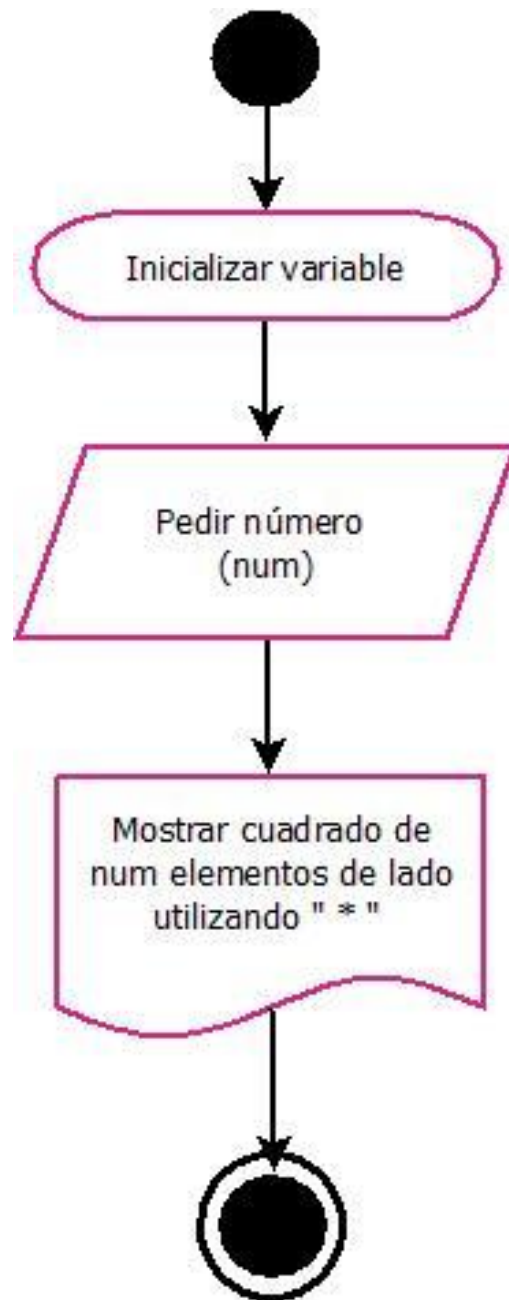 Inicializar variable
Pedir número
(num)
Mostrar cuadrado de
num elementos de lado
utilizando " * "